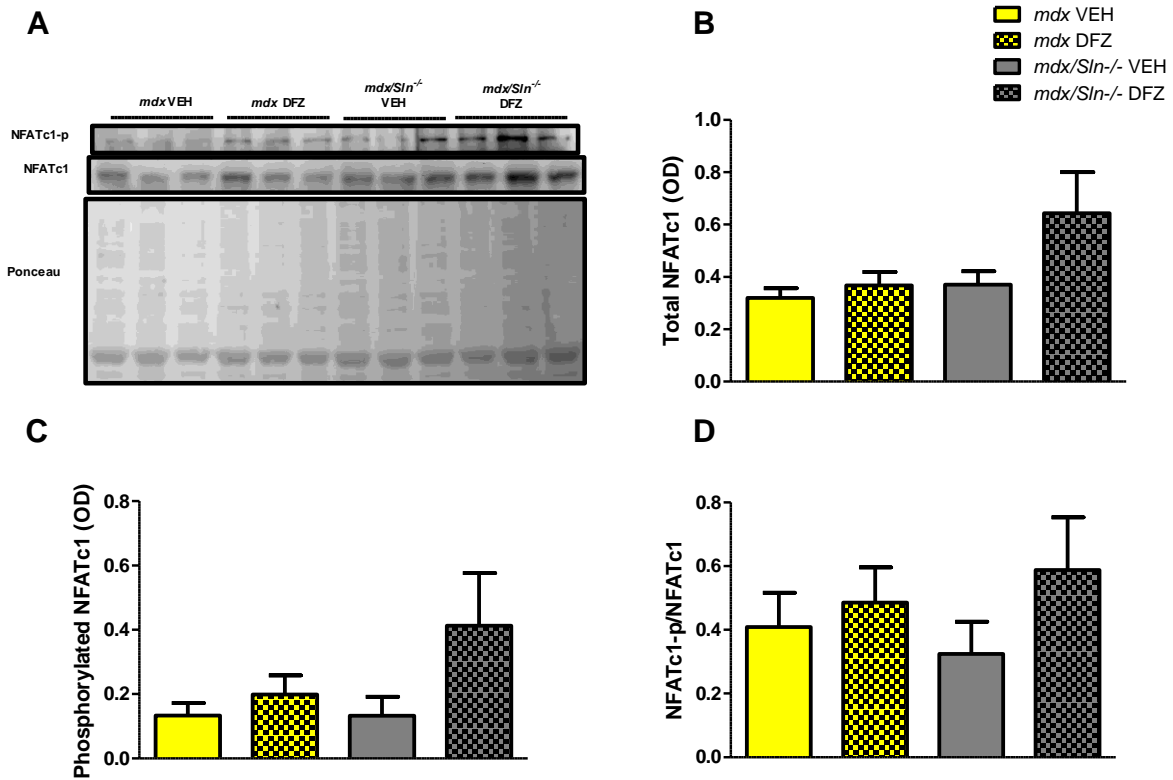 A
mdx VEH
mdx DFZ
mdx/Sln-/-
VEH
mdx/Sln-/-
DFZ
NFATc1-p
NFATc1
Ponceau
B
mdx VEH
mdx DFZ
mdx/Sln-/- VEH
mdx/Sln-/- DFZ
Total NFATc1 (OD)
1.0
0.8
0.6
0.4
0.2
0.0
C
Phosphorylated NFATc1 (OD)
0.8
0.6
0.4
0.2
0.0
D
NFATc1-p/NFATc1
0.8
0.6
0.4
0.2
0.0